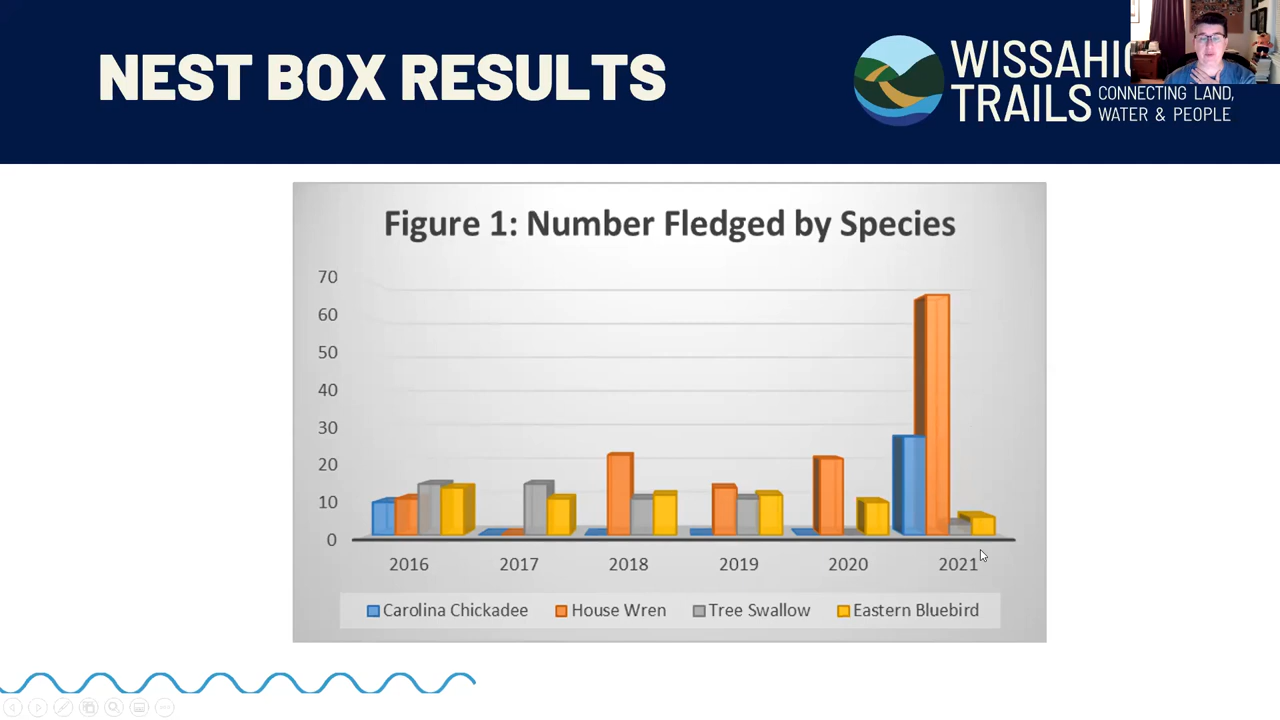 NEST BOX RESULTS
WISSAHIC
TRAILS
CONNECTING LAND,
WATER & PEOPLE
Figure 1: Number Fledged by Species
70
60
50
40
30
20
10
0
2016 2017 2018 2019 2020 2021
Carolina Chickadee House Wren Tree Swallow Eastern Bluebird